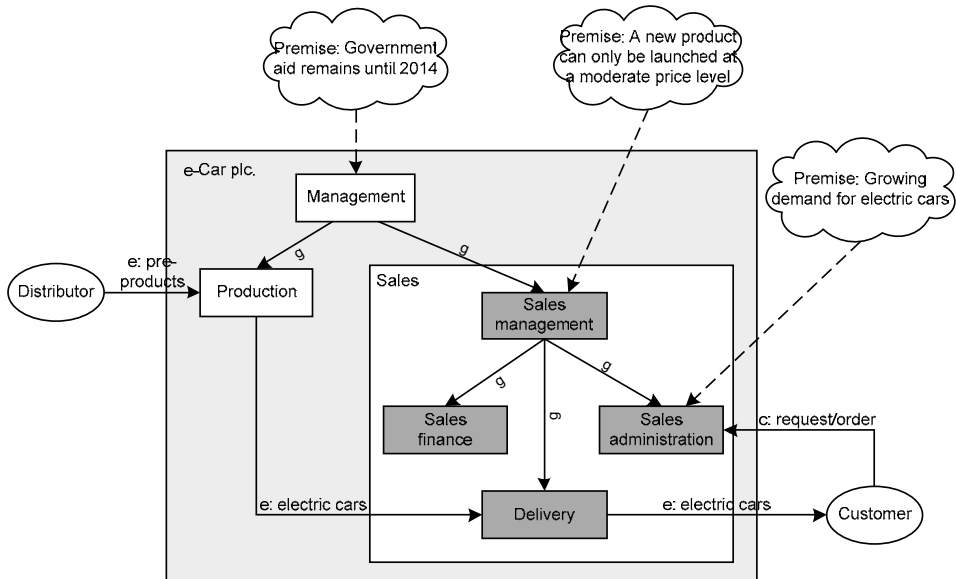 Premise: Government
aid remains until 2014
Premise: A new product
can only be launched at
a moderate price level
Premise: Growing
demand for electric cars
e-Car plc.
Management
g
g
e: pre-
products
Distributor
Production
Sales
Sales
management
g
g
g
Sales
finance
Sales
administration
c: request/order
e: electric cars
Delivery
e: electric cars
Customer